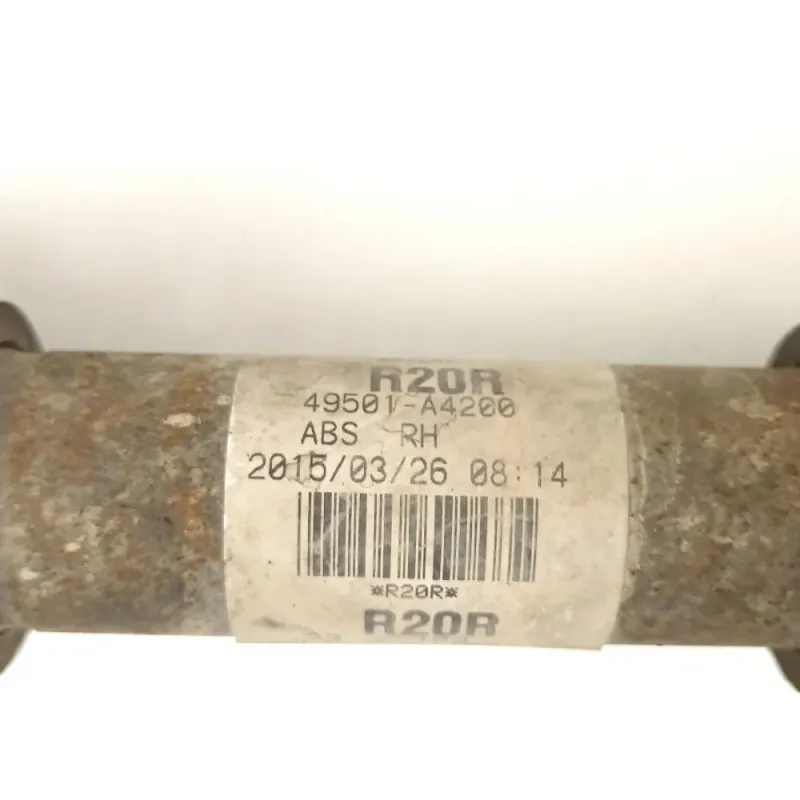 R20R
49501-A4200
ABS RH
2015/03/26 08:14
*R20R*
R20R